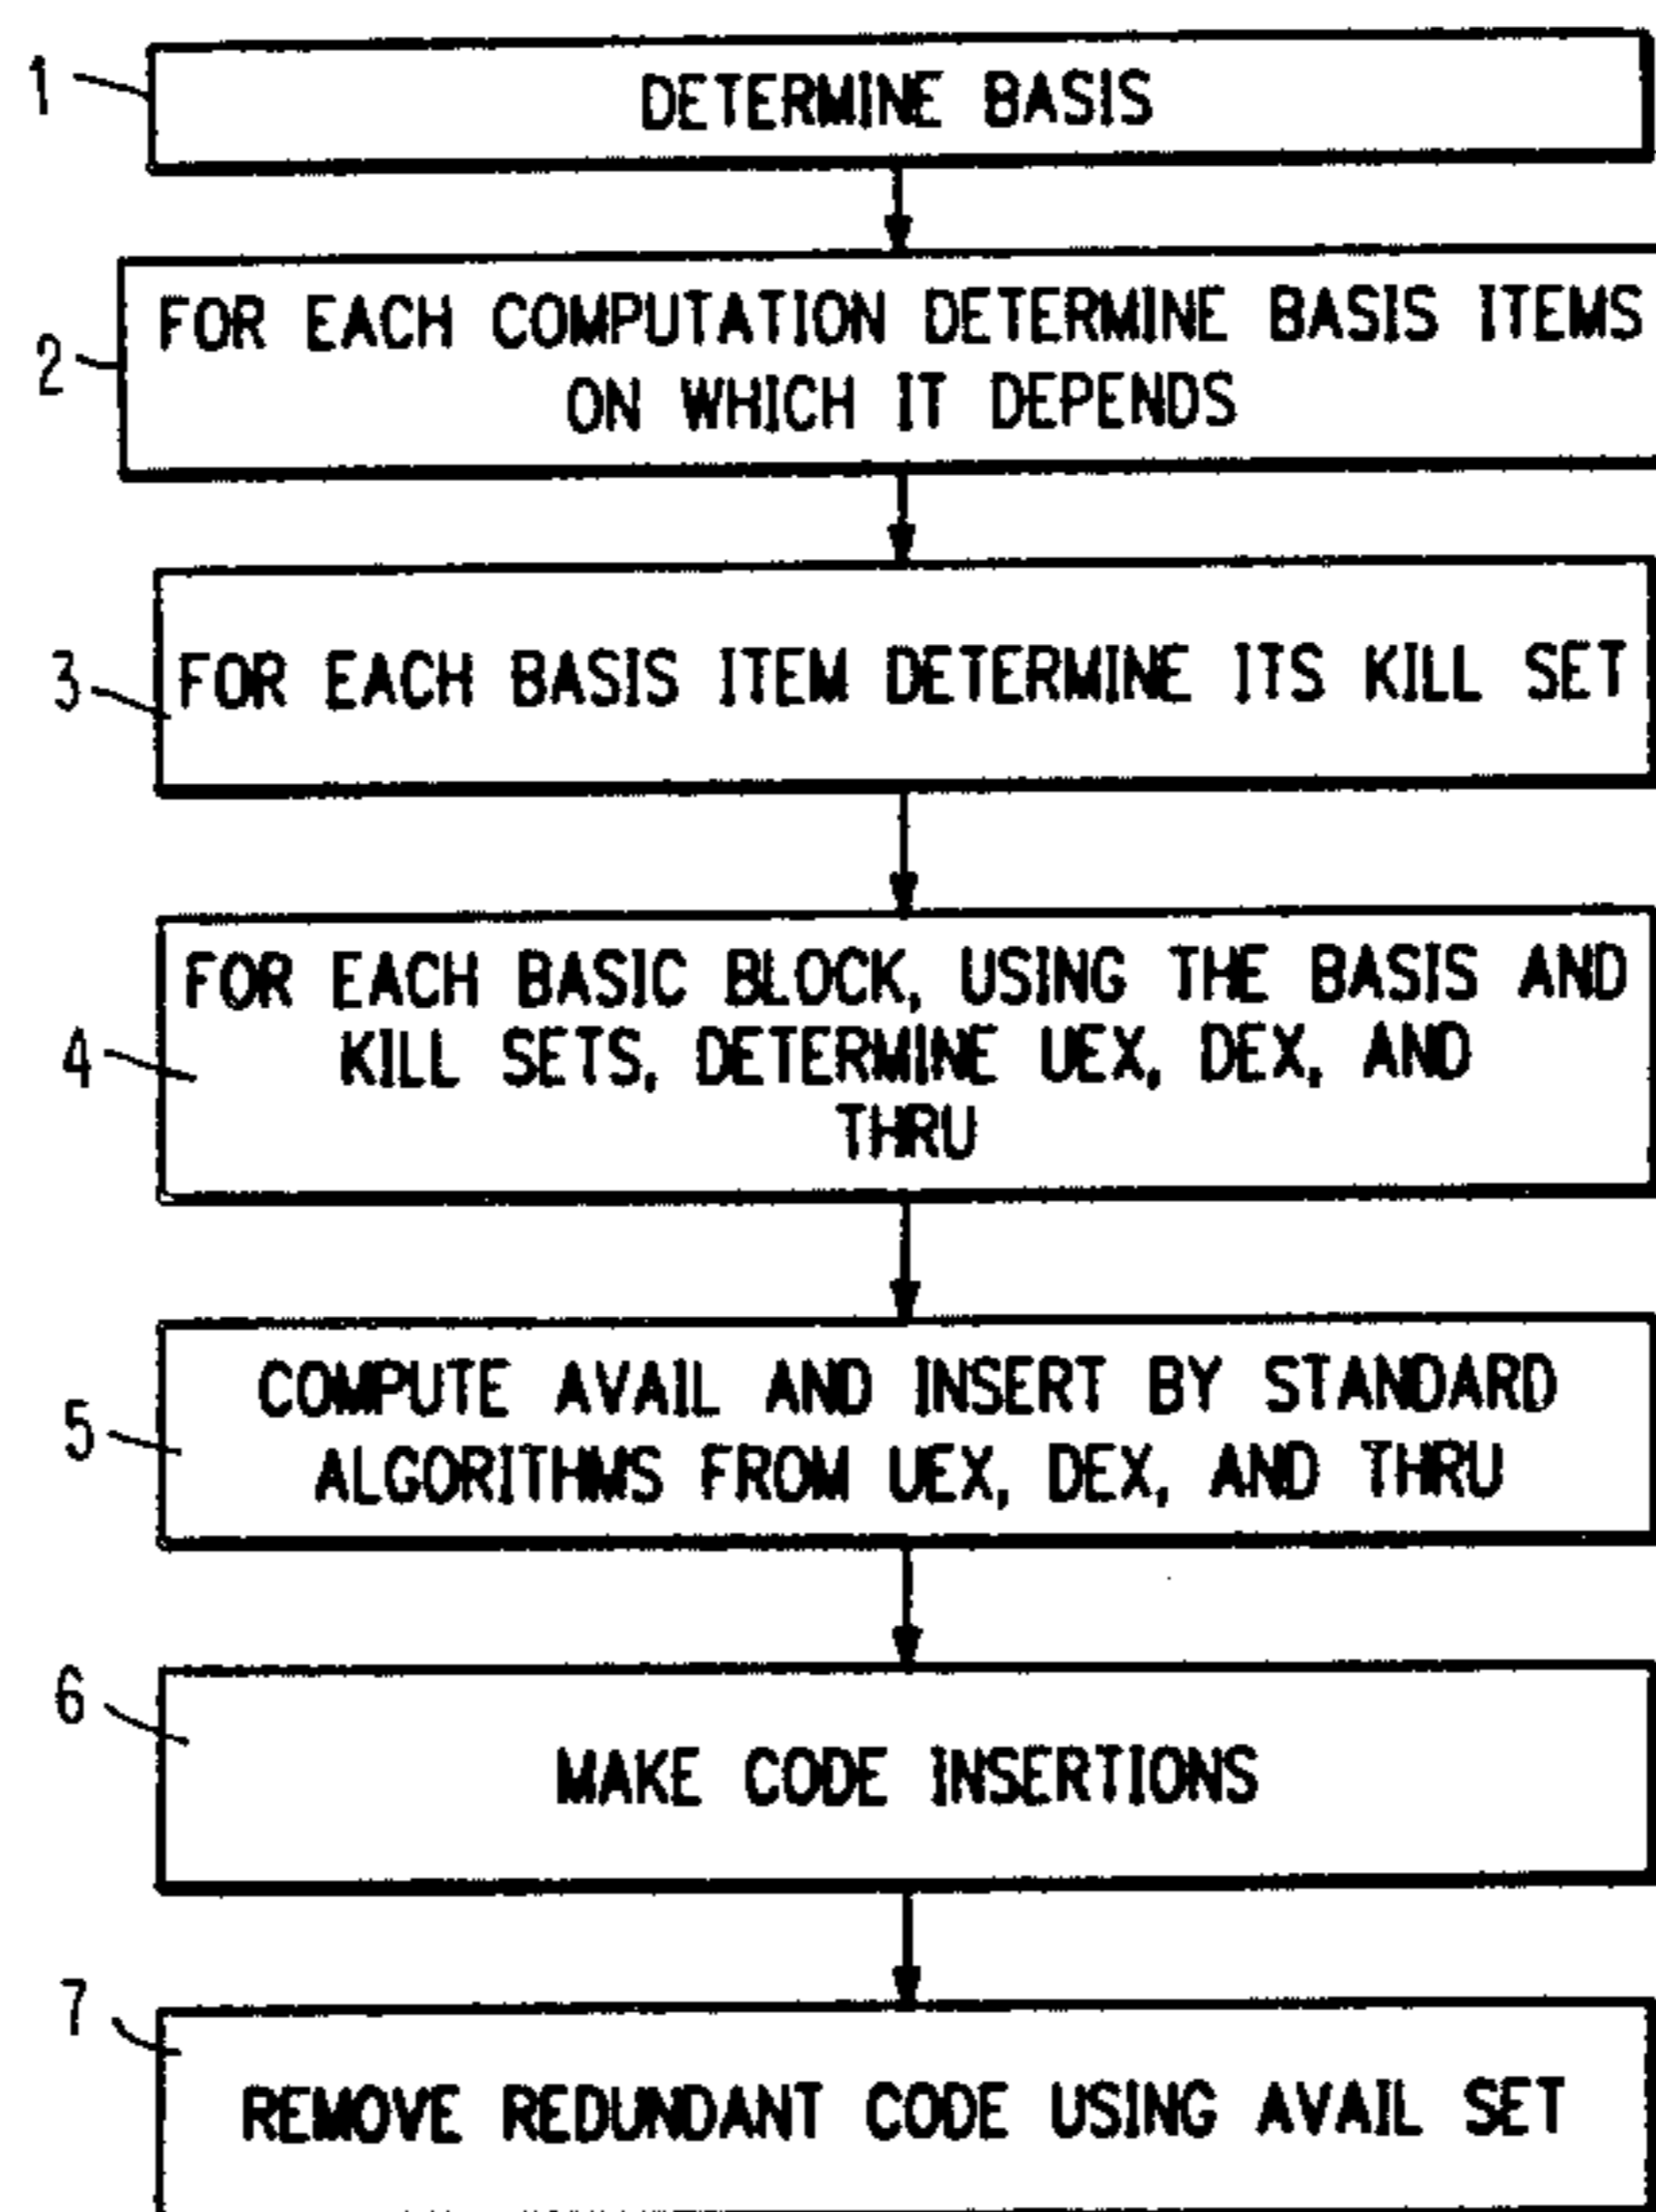 1
DETERMINE BASIS
2
FOR EACH COMPUTATION DETERMINE BASIS ITEMS
ON WHICH IT DEPENDS
3
FOR EACH BASIS ITEM DETERMINE ITS KILL SET
4
FOR EACH BASIC BLOCK, USING THE BASIS AND
KILL SETS, DETERMINE UEX, DEX, AND
THRU
5
COMPUTE AVAIL AND INSERT BY STANDARD
ALGORITHMS FROM UEX, DEX, AND THRU
6
MAKE CODE INSERTIONS
7
REMOVE REDUNDANT CODE USING AVAIL SET